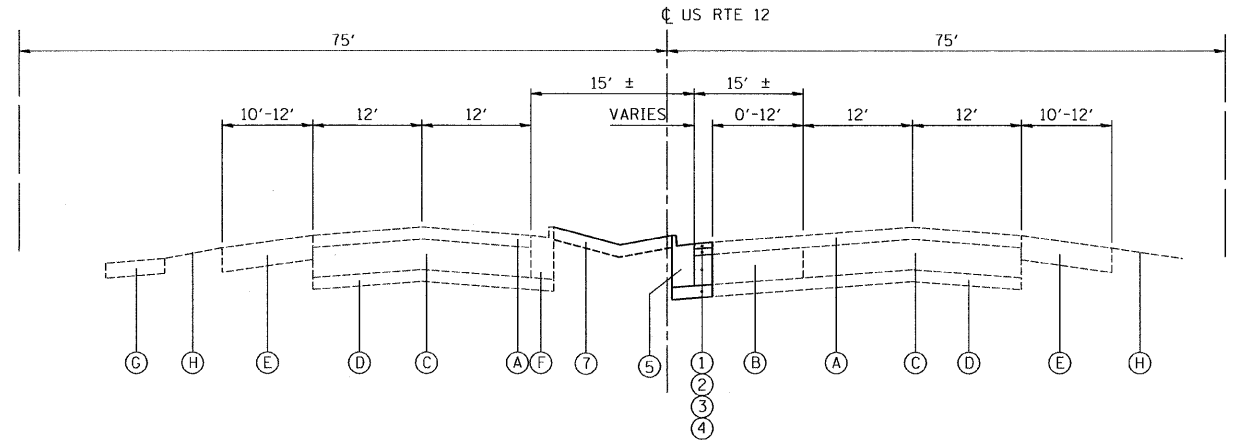 ℄ US RTE 12
75' 75'
15' ± 15' ±
10'-12' 12' 12' VARIES 0'-12' 12' 12' 10'-12'
G H E D C A F 7 5 1 B A C D E H
2
3
4